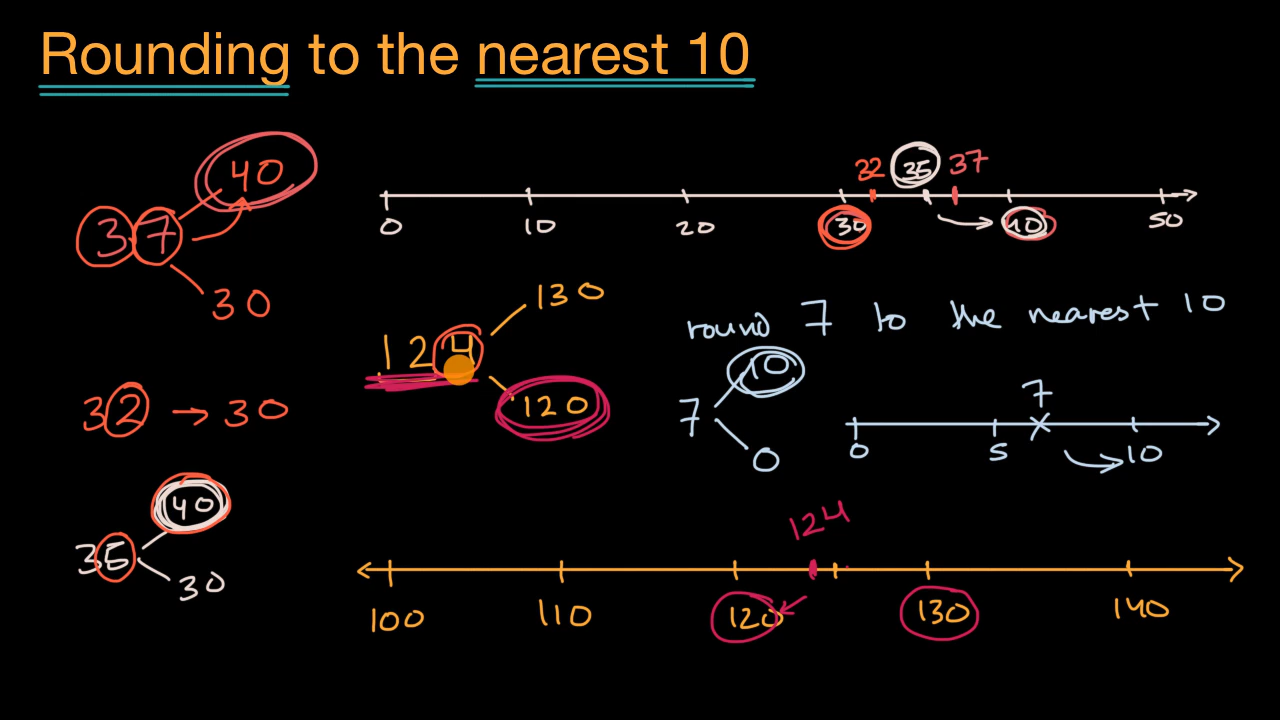 Rounding to the nearest 10
40
37
30
32 → 30
40
35
30
32 35 37
0 10 20 30 40 50
130
124
120
round 7 to the nearest 10
10
7
0
7
0 5 10
124
100 110 120 130 140